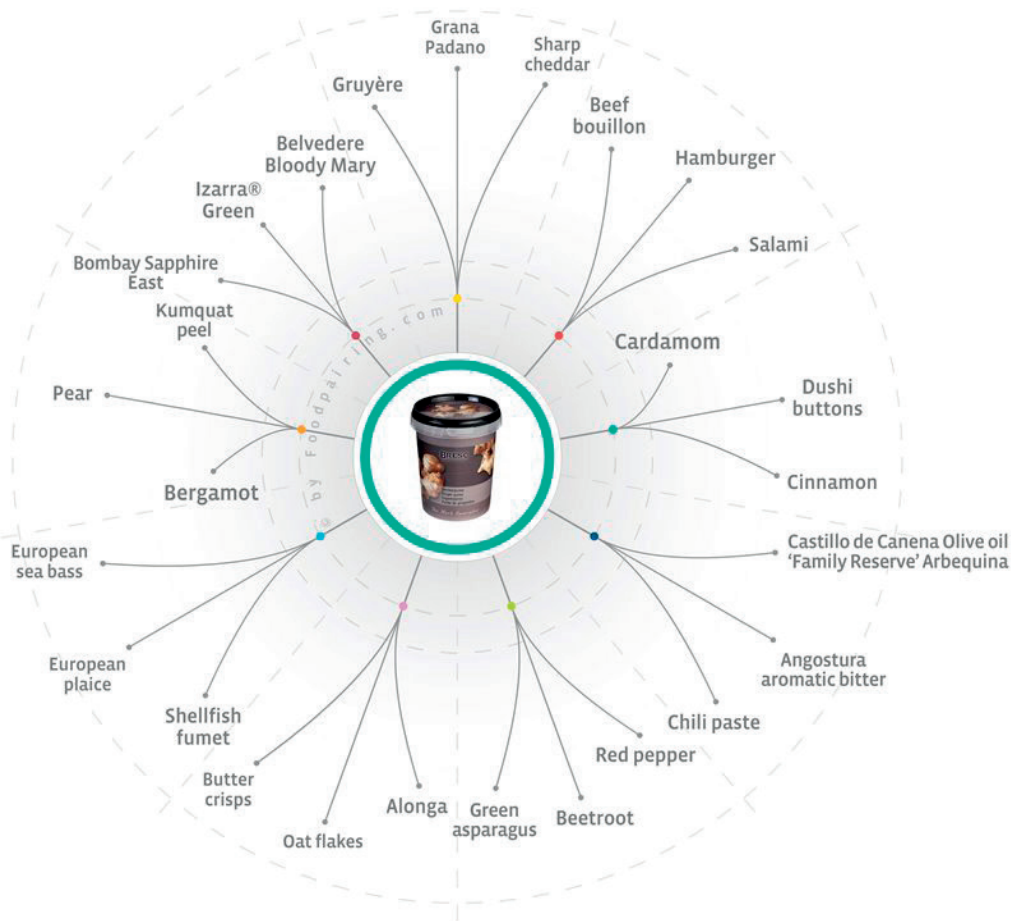 Grana
Padano
Sharp
cheddar
Gruyère
Beef
bouillon
Belvedere
Bloody Mary
Hamburger
Izarra®
Green
Salami
Bombay Sapphire
East
Kumquat
peel
© by Foodpairing.com
Cardamom
Pear
Dushi
buttons
Bergamot
Cinnamon
European
sea bass
Castillo de Canena Olive oil
‘Family Reserve’ Arbequina
European
plaice
Angostura
aromatic bitter
Shellfish
fumet
Chili paste
Red pepper
Butter
crisps
Alonga
Green
asparagus
Beetroot
Oat flakes